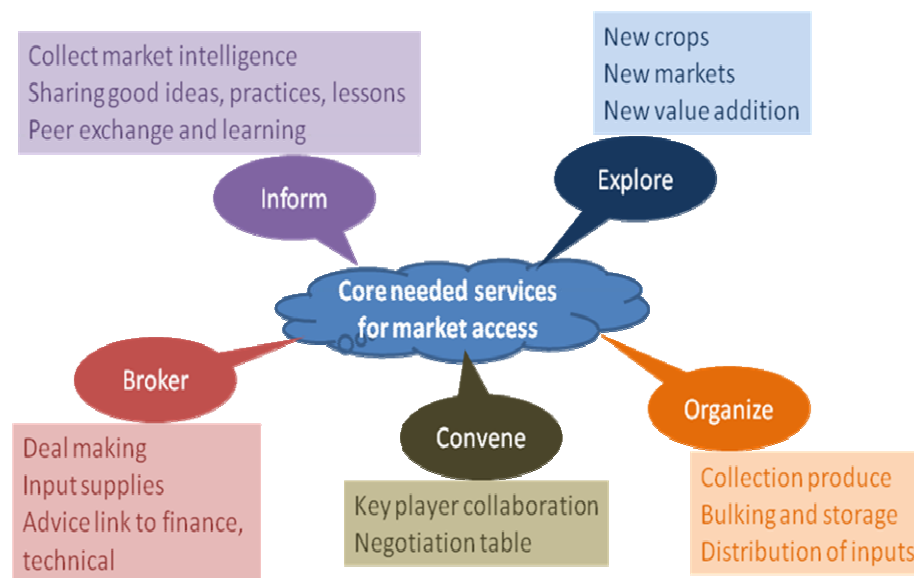 Collect market intelligence
Sharing good ideas, practices, lessons
Peer exchange and learning
Inform
New crops
New markets
New value addition
Explore
Core needed services
for market access
Broker
Deal making
Input supplies
Advice link to finance,
technical
Convene
Key player collaboration
Negotiation table
Organize
Collection produce
Bulking and storage
Distribution of inputs